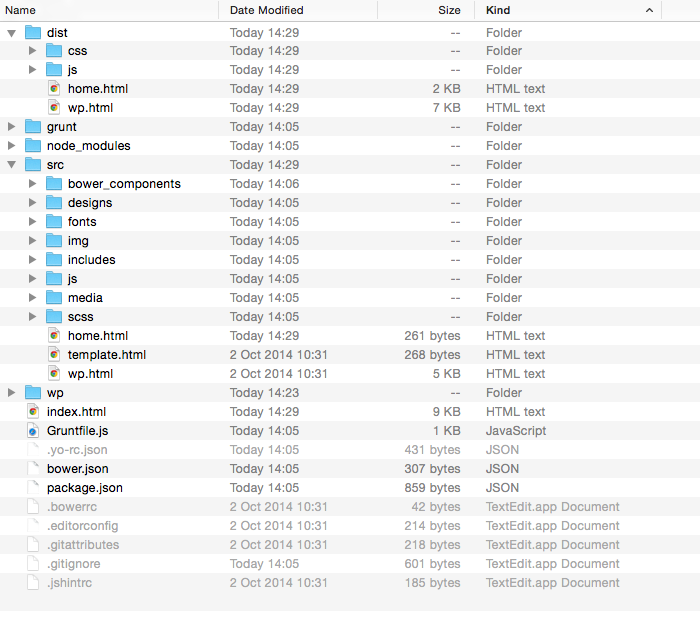 Name Date Modified Size Kind
dist Today 14:29 -- Folder
css Today 14:29 -- Folder
js Today 14:29 -- Folder
home.html Today 14:29 2 KB HTML text
wp.html Today 14:29 7 KB HTML text
grunt Today 14:05 -- Folder
node_modules Today 14:05 -- Folder
src Today 14:29 -- Folder
bower_components Today 14:06 -- Folder
designs Today 14:05 -- Folder
fonts Today 14:05 -- Folder
img Today 14:05 -- Folder
includes Today 14:05 -- Folder
js Today 14:05 -- Folder
media Today 14:05 -- Folder
scss Today 14:05 -- Folder
home.html Today 14:29 261 bytes HTML text
template.html 2 Oct 2014 10:31 268 bytes HTML text
wp.html 2 Oct 2014 10:31 5 KB HTML text
wp Today 14:23 -- Folder
index.html Today 14:29 9 KB HTML text
Gruntfile.js Today 14:05 1 KB JavaScript
.yo-rc.json Today 14:05 431 bytes JSON
bower.json Today 14:05 307 bytes JSON
package.json Today 14:05 859 bytes JSON
.bowerrc 2 Oct 2014 10:31 42 bytes TextEdit.app Document
.editorconfig 2 Oct 2014 10:31 214 bytes TextEdit.app Document
.gitattributes 2 Oct 2014 10:31 218 bytes TextEdit.app Document
.gitignore Today 14:05 601 bytes TextEdit.app Document
.jshintrc 2 Oct 2014 10:31 185 bytes TextEdit.app Document